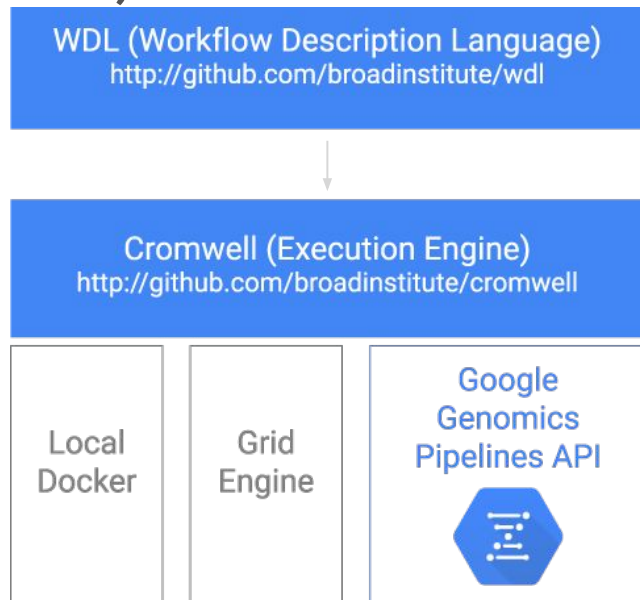 WDL (Workflow Description Language)
http://github.com/broadinstitute/wdl
Cromwell (Execution Engine)
http://github.com/broadinstitute/cromwell
Local
Docker
Grid
Engine
Google
Genomics
Pipelines API